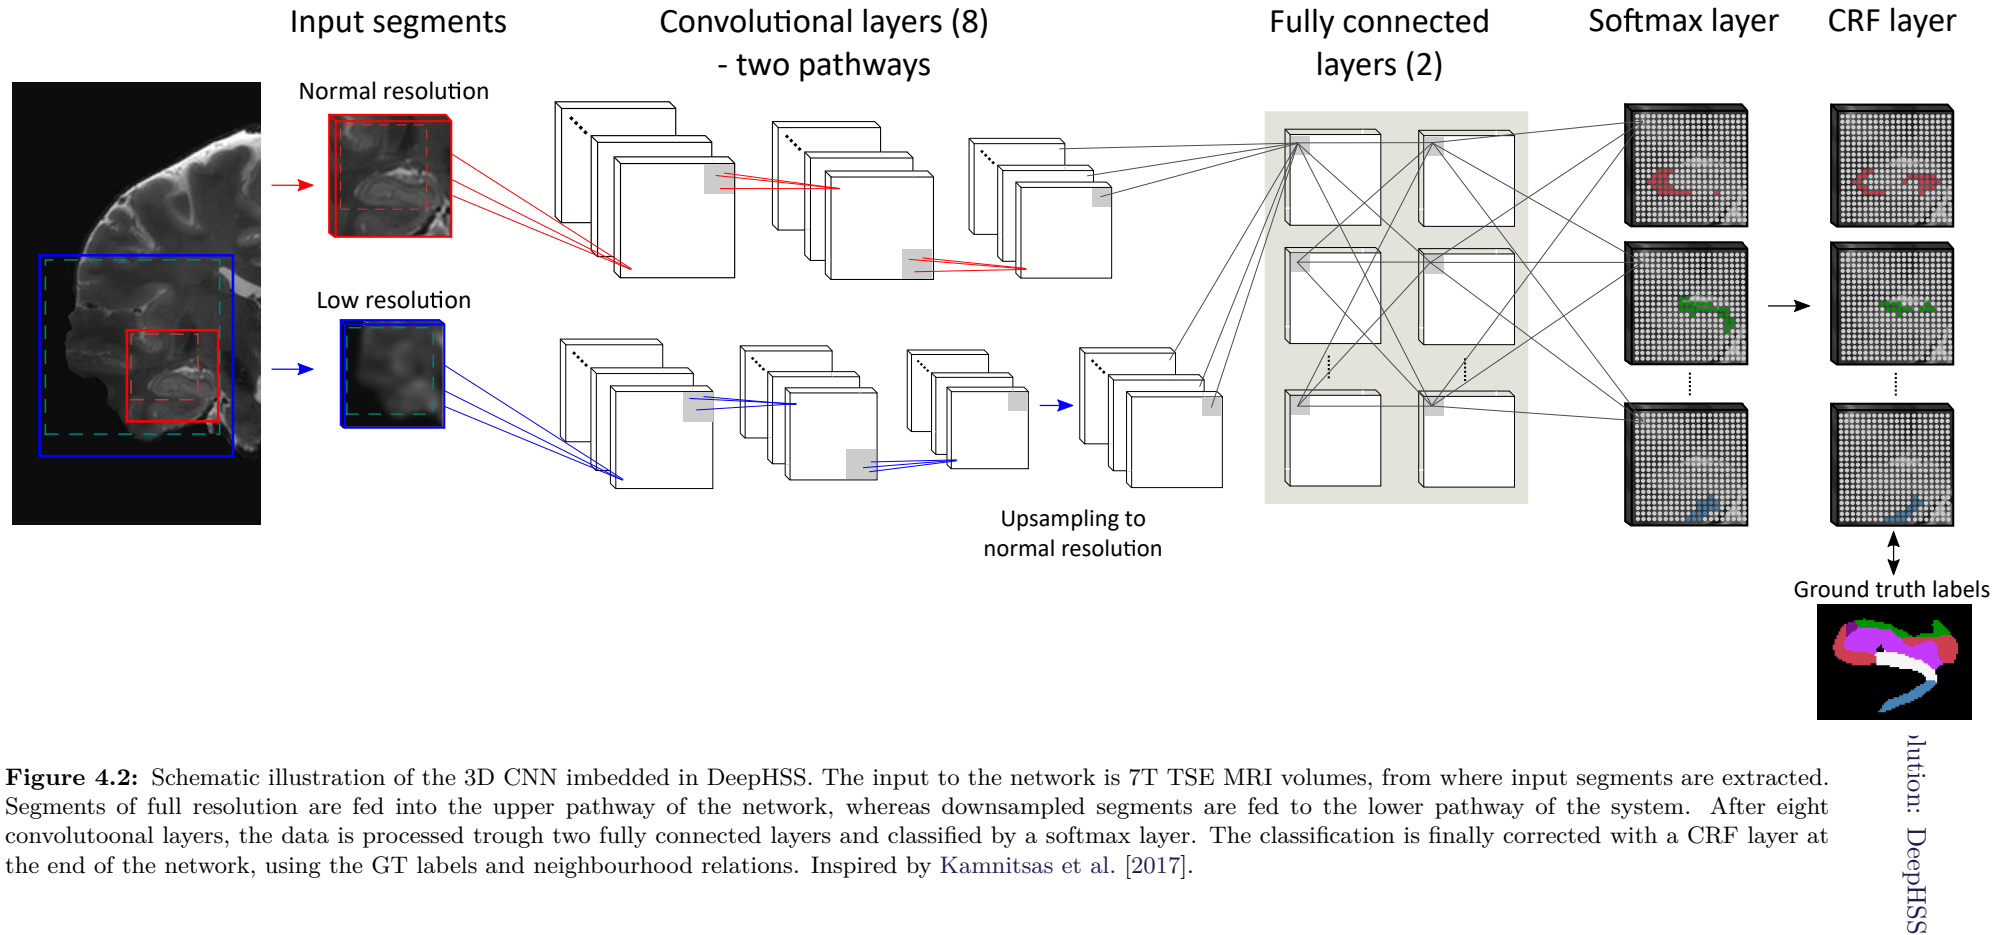 Input segments
Convolutional layers (8)
- two pathways
Fully connected
layers (2)
Softmax layer
CRF layer
Normal resolution
Low resolution
Upsampling to
normal resolution
Ground truth labels
Figure 4.2: Schematic illustration of the 3D CNN imbedded in DeepHSS. The input to the network is 7T TSE MRI volumes, from where input segments are extracted.
Segments of full resolution are fed into the upper pathway of the network, whereas downsampled segments are fed to the lower pathway of the system. After eight
convolutoonal layers, the data is processed trough two fully connected layers and classified by a softmax layer. The classification is finally corrected with a CRF layer at
the end of the network, using the GT labels and neighbourhood relations. Inspired by Kamnitsas et al. [2017].
lution: DeepHSS